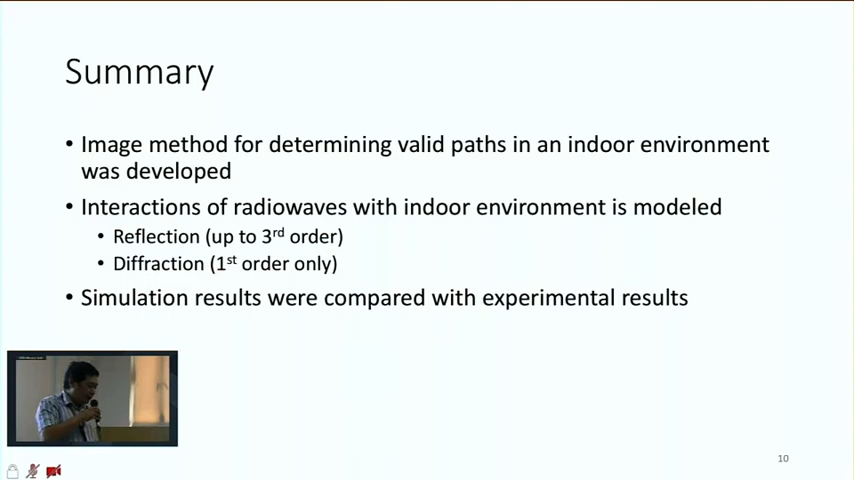 Summary
• Image method for determining valid paths in an indoor environment
was developed
• Interactions of radiowaves with indoor environment is modeled
• Reflection (up to 3rd order)
• Diffraction (1st order only)
• Simulation results were compared with experimental results
10